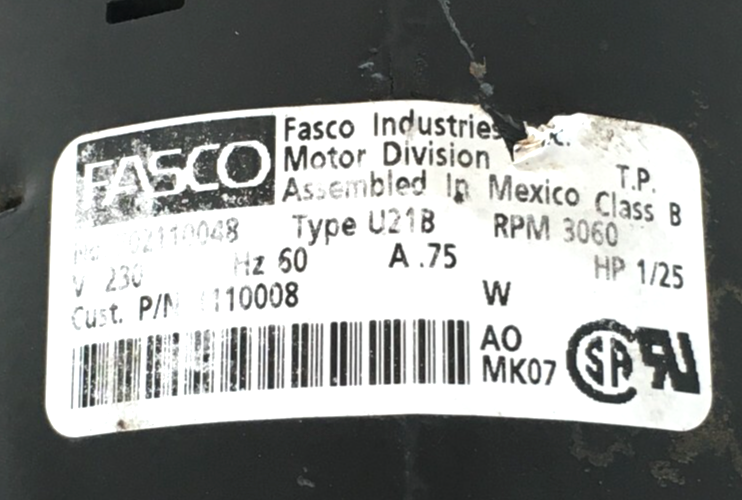 FASCO
Fasco Industries
Motor Division T.P.
Assembled In Mexico Class B
Type U21B RPM 3060
V 230 Hz 60 A .75 HP 1/25
Cust. P/N W
AO
MK07